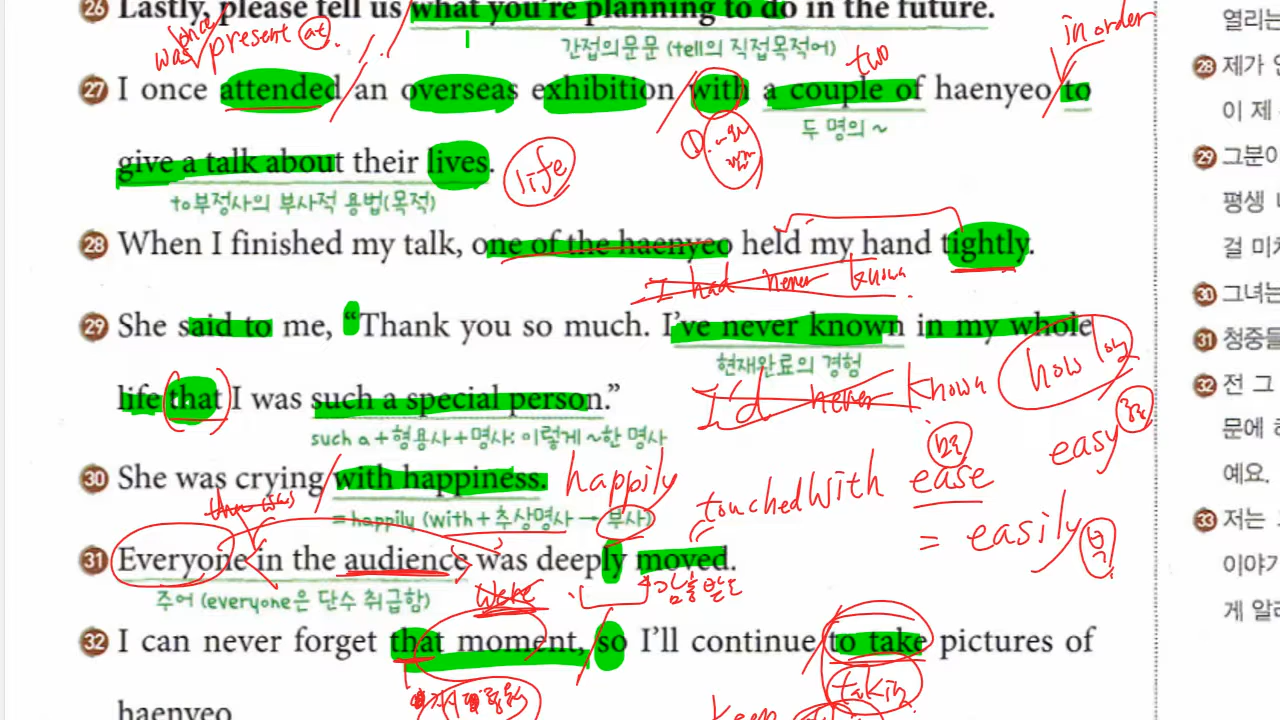 26 Lastly, please tell us what you're planning to do in the future.
was present at.
간접의문문 (tell의 직접목적어)
two
in order
27 I once attended an overseas exhibition with a couple of haenyeo to
두 명의 ~
give a talk about their lives. life
to부정사의 부사적 용법(목적)
28 When I finished my talk, one of the haenyeo held my hand tightly.
I had never known
29 She said to me, “Thank you so much. I've never known in my whole
현재완료의 경험
how long
life that I was such a special person.”
I'd never known
such a+형용사+명사: 이렇게 ~한 명사
easy
30 She was crying with happiness. happily
touched with ease
= happily (with+추상명사 → 부사)
= easily
31 Everyone in the audience was deeply moved.
were
주어 (everyone은 단수 취급함)
32 I can never forget that moment, so I'll continue to take pictures of
taking
keep
haenyeo
열리는
28 제가
이 제
29 그분이
평생
걸 미
30 그녀는
31 청중들
32 전 그
문에
예요.
33 저는
이야기
게 알리